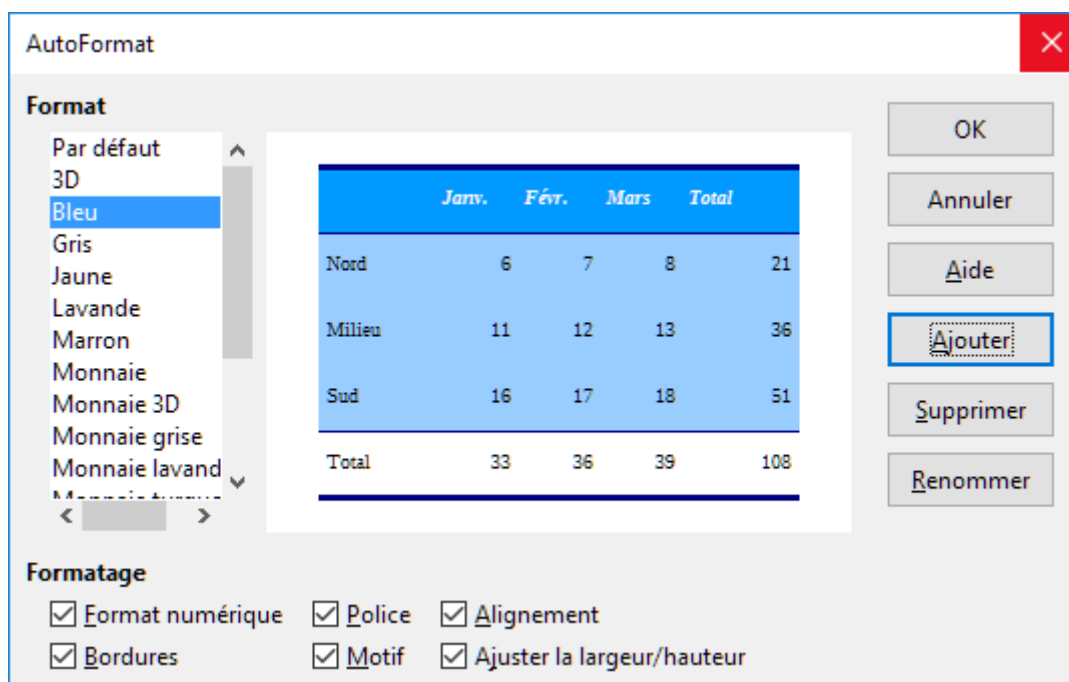 AutoFormat
Format
Par défaut
3D
Bleu
Gris
Jaune
Lavande
Marron
Monnaie
Monnaie 3D
Monnaie grise
Monnaie lavand
Janv. Févr. Mars Total
Nord 6 7 8 21
Milieu 11 12 13 36
Sud 16 17 18 51
Total 33 36 39 108
OK
Annuler
Aide
Ajouter
Supprimer
Renommer
Formatage
Format numérique Police Alignement
Bordures Motif Ajuster la largeur/hauteur